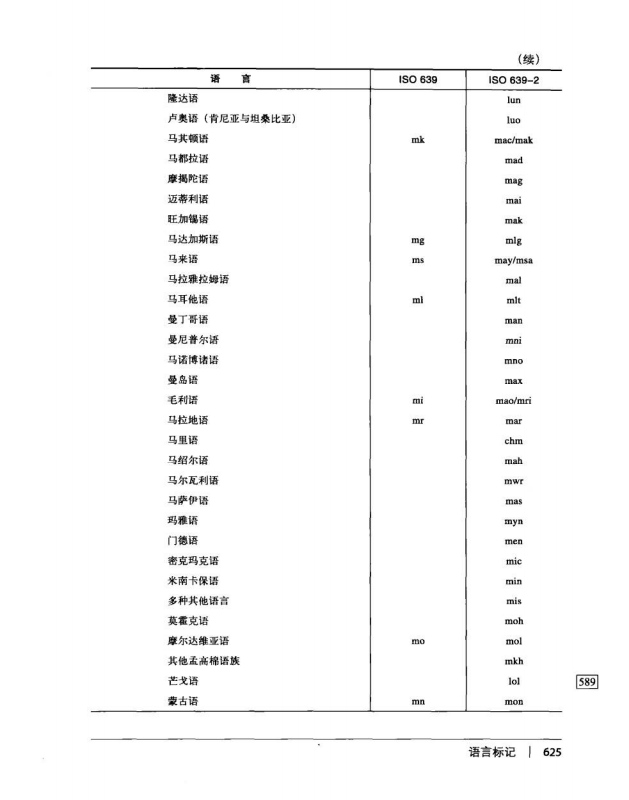 (续)
语 言 ISO 639 ISO 639-2
隆达语 lun
卢奥语（肯尼亚与坦桑比亚） luo
马其顿语 mk mac/mak
马都拉语 mad
摩揭陀语 mag
迈蒂利语 mai
旺加锡语 mak
马达加斯语 mg mlg
马来语 ms may/msa
马拉雅拉姆语 mal
马耳他语 ml mlt
曼丁哥语 man
曼尼普尔语 mni
马诺博诸语 mno
曼岛语 max
毛利语 mi mao/mri
马拉地语 mr mar
马里语 chm
马绍尔语 mah
马尔瓦利语 mwr
马萨伊语 mas
玛雅语 myn
门德语 men
密克玛克语 mic
米南卡保语 min
多种其他语言 mis
莫霍克语 moh
摩尔达维亚语 mo mol
其他孟高棉语族 mkh
芒戈语 lol
589
蒙古语 mn mon
语言标记 | 625